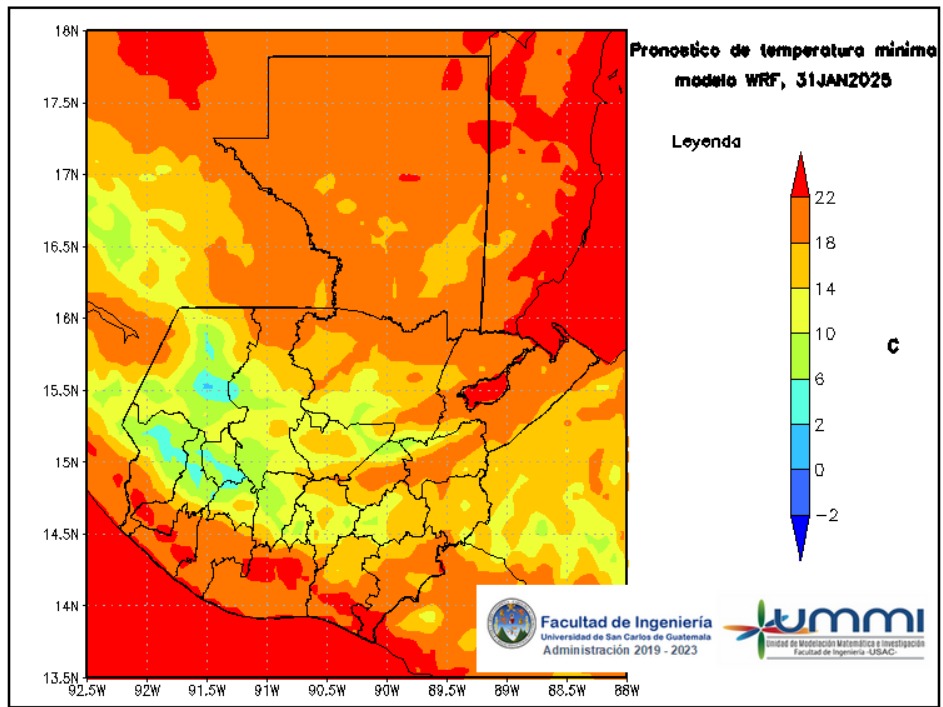 Pronostico de temperatura minima
modelo WRF, 31JAN2025
Leyenda
22
18
14
10
6
2
0
−2
C
18N
17.5N
17N
16.5N
16N
15.5N
15N
14.5N
14N
13.5N
92.5W 92W 91.5W 91W 90.5W 90W 89.5W 89W 88.5W 88W
Facultad de Ingeniería
Universidad de San Carlos de Guatemala
Administración 2019 - 2023
UMMI
Unidad de Modelación Matemática e Investigación
Facultad de Ingeniería -USAC-